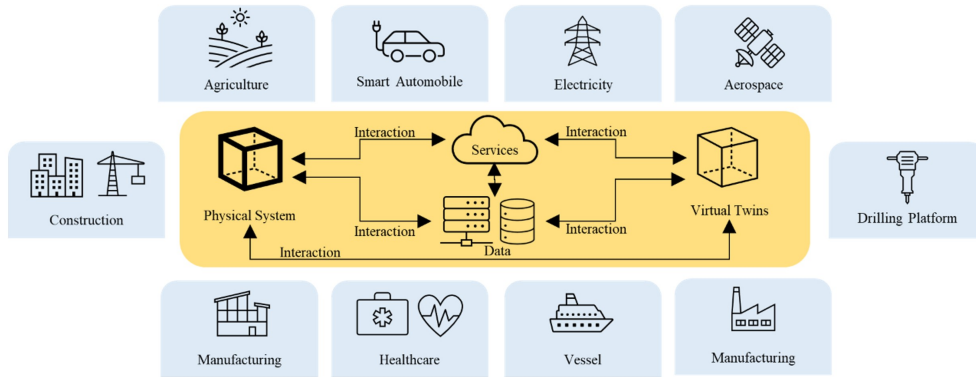 Agriculture
Smart Automobile
Electricity
Aerospace
Interaction
Services
Interaction
Construction
Physical System
Virtual Twins
Drilling Platform
Interaction
Interaction
Data
Interaction
Manufacturing
Healthcare
Vessel
Manufacturing